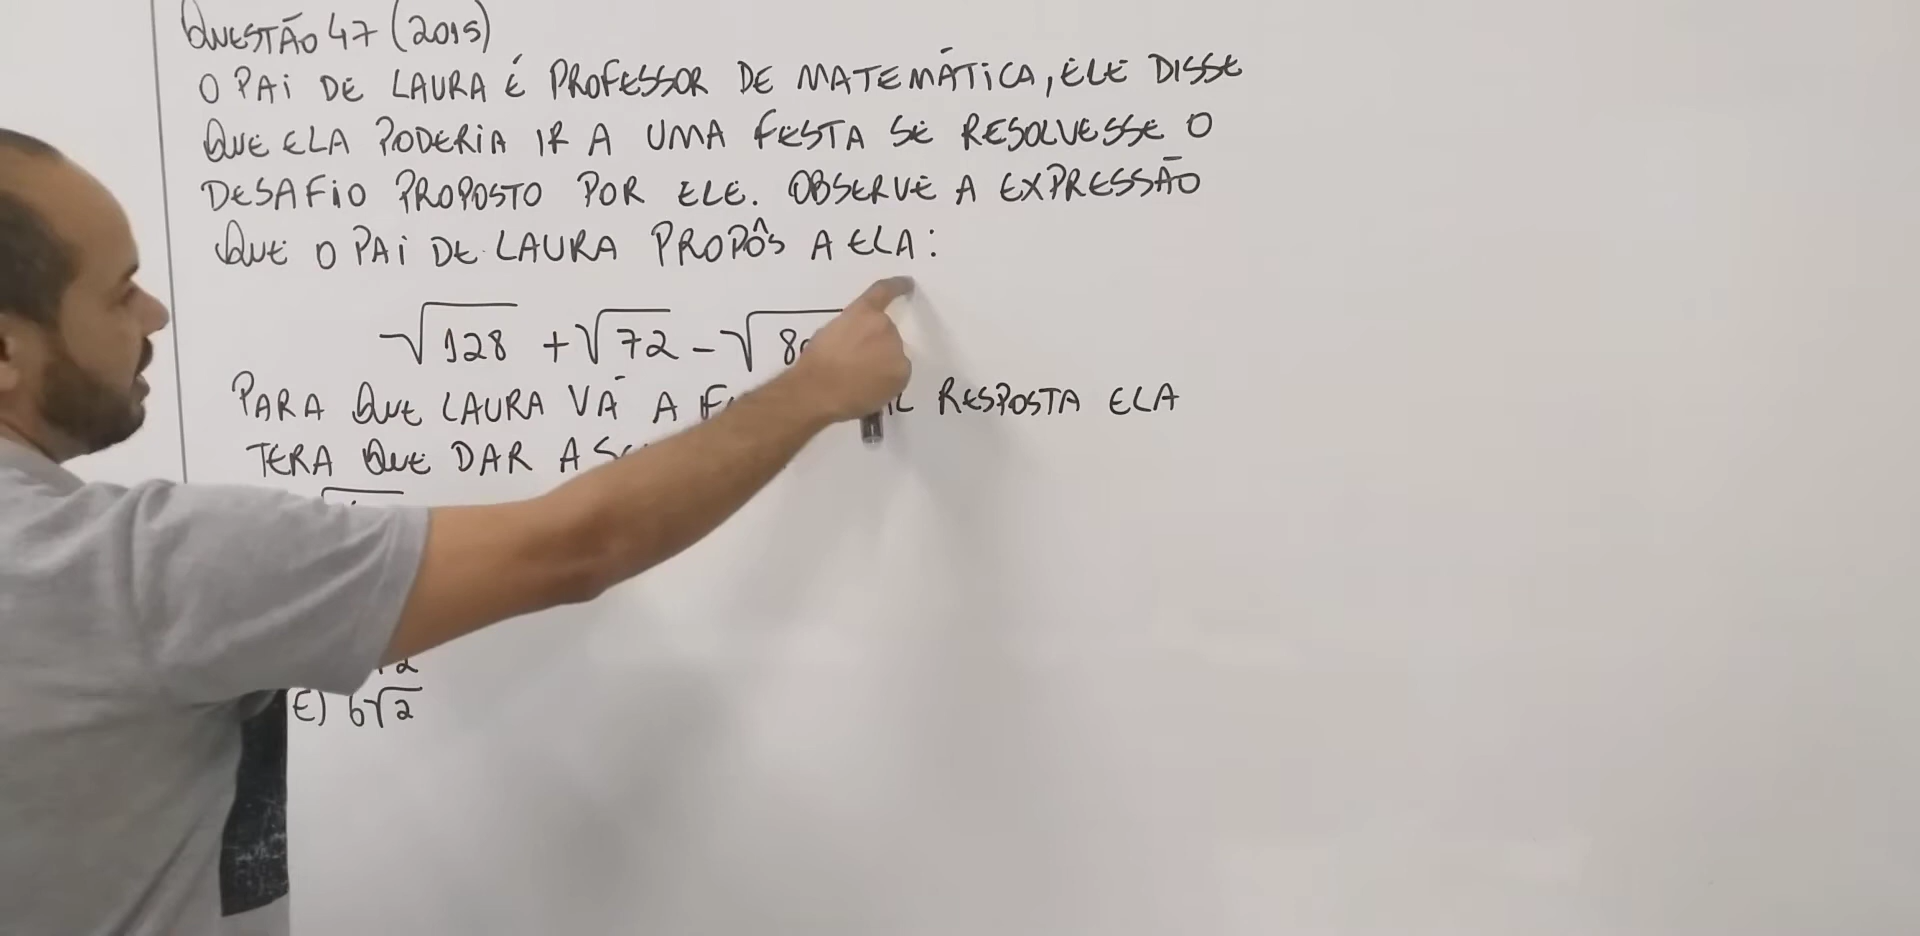 QUESTÃO 47 (2015)
O PAI DE LAURA É PROFESSOR DE MATEMÁTICA, ELE DISSE
QUE ELA PODERIA IR A UMA FESTA SE RESOLVESSE O
DESAFIO PROPOSTO POR ELE. OBSERVE A EXPRESSÃO
QUE O PAI DE LAURA PROPÔS A ELA:
√128 + √72 - √8
PARA QUE LAURA VÁ A RESPOSTA ELA
TERA QUE DAR A
√2
E) 6√2